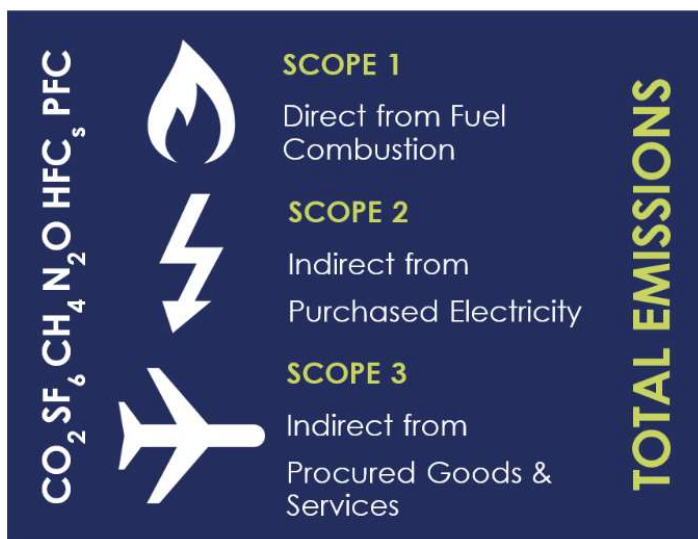 CO₂ SF₆ CH₄ N₂O HFCₛ PFC
SCOPE 1
Direct from Fuel
Combustion
SCOPE 2
Indirect from
Purchased Electricity
SCOPE 3
Indirect from
Procured Goods &
Services
TOTAL EMISSIONS